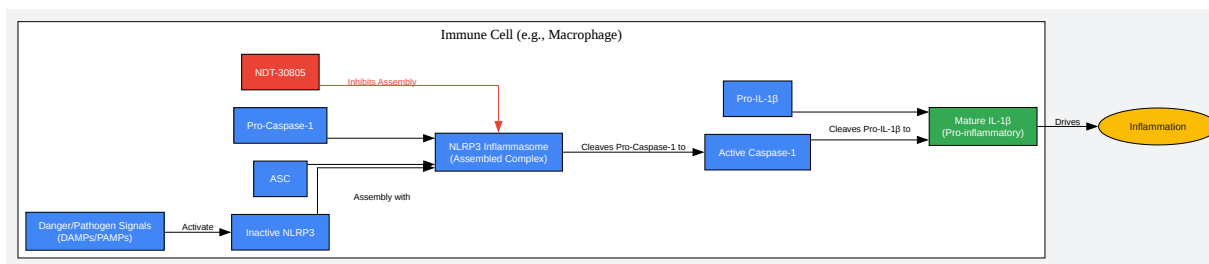 Immune Cell (e.g., Macrophage)
NDT-30805
Inhibits Assembly
Pro-Caspase-1
ASC
Danger/Pathogen Signals
(DAMPs/PAMPs)
Activate
Inactive NLRP3
Assembly with
NLRP3 Inflammasome
(Assembled Complex)
Cleaves Pro-Caspase-1 to
Pro-IL-1β
Active Caspase-1
Cleaves Pro-IL-1β to
Mature IL-1β
(Pro-inflammatory)
Drives
Inflammation